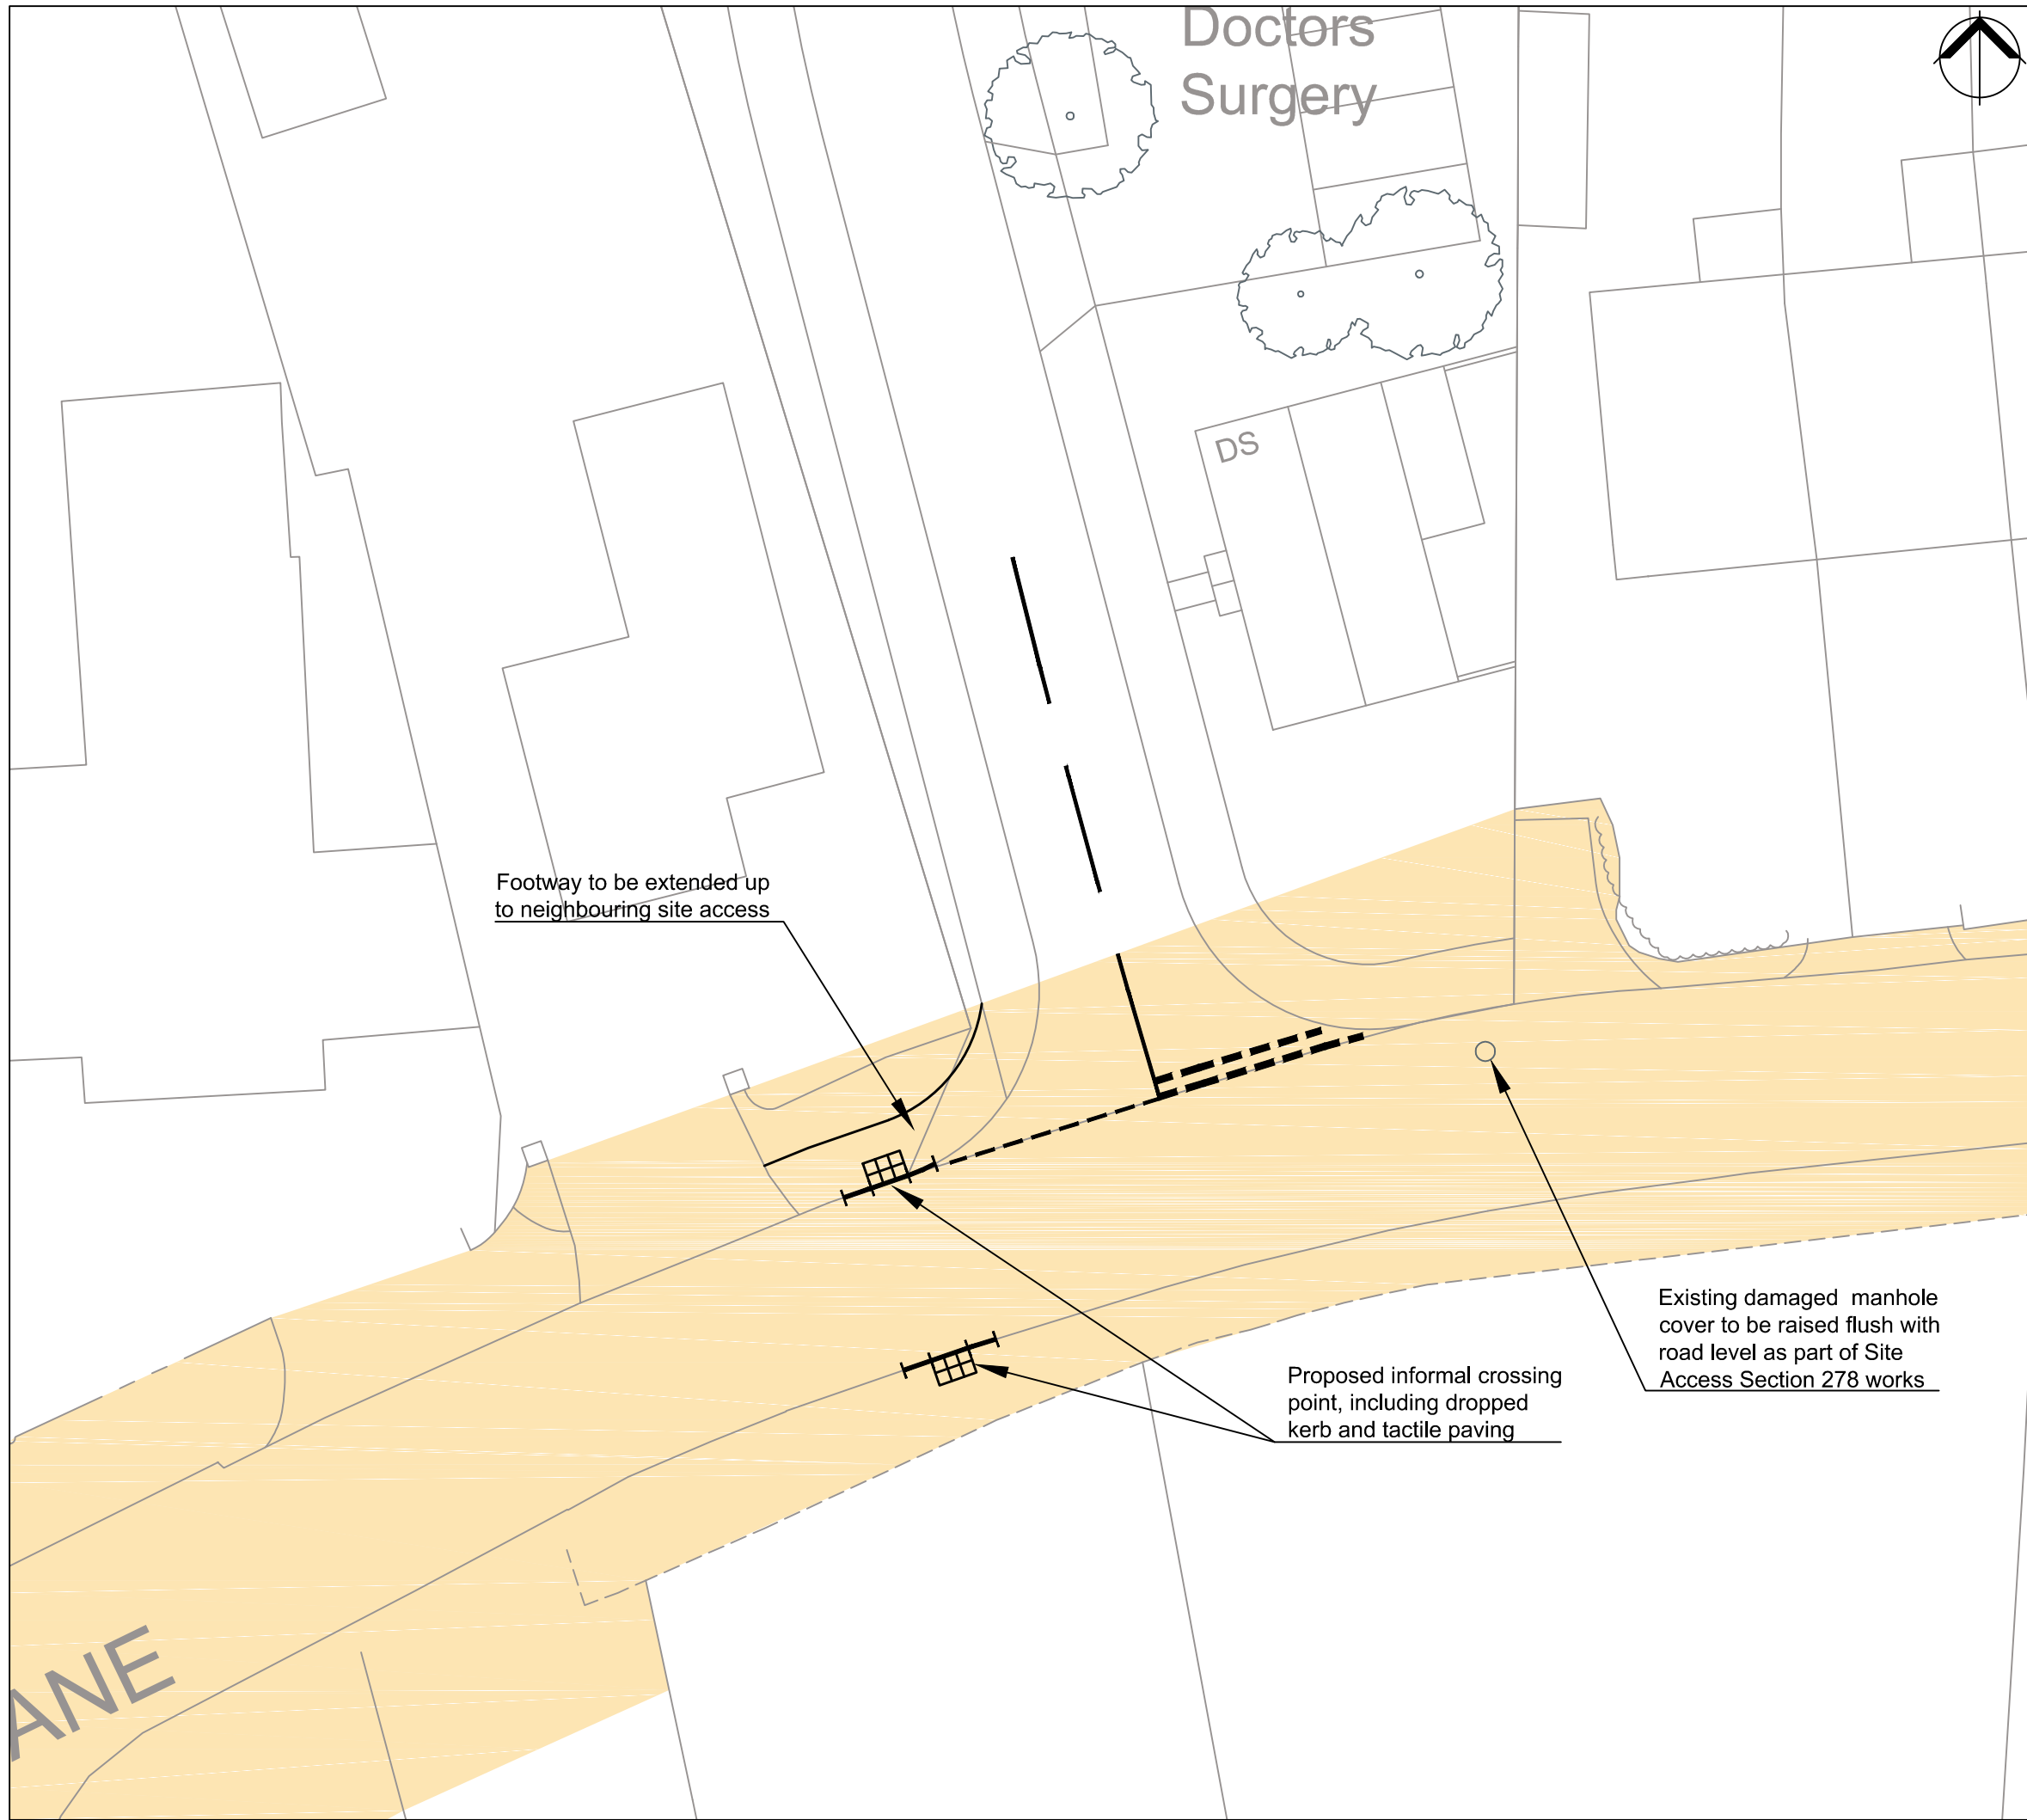 Doctors
Surgery
DS
Footway to be extended up
to neighbouring site access
Existing damaged manhole
cover to be raised flush with
road level as part of Site
Access Section 278 works
Proposed informal crossing
point, including dropped
kerb and tactile paving
ANE